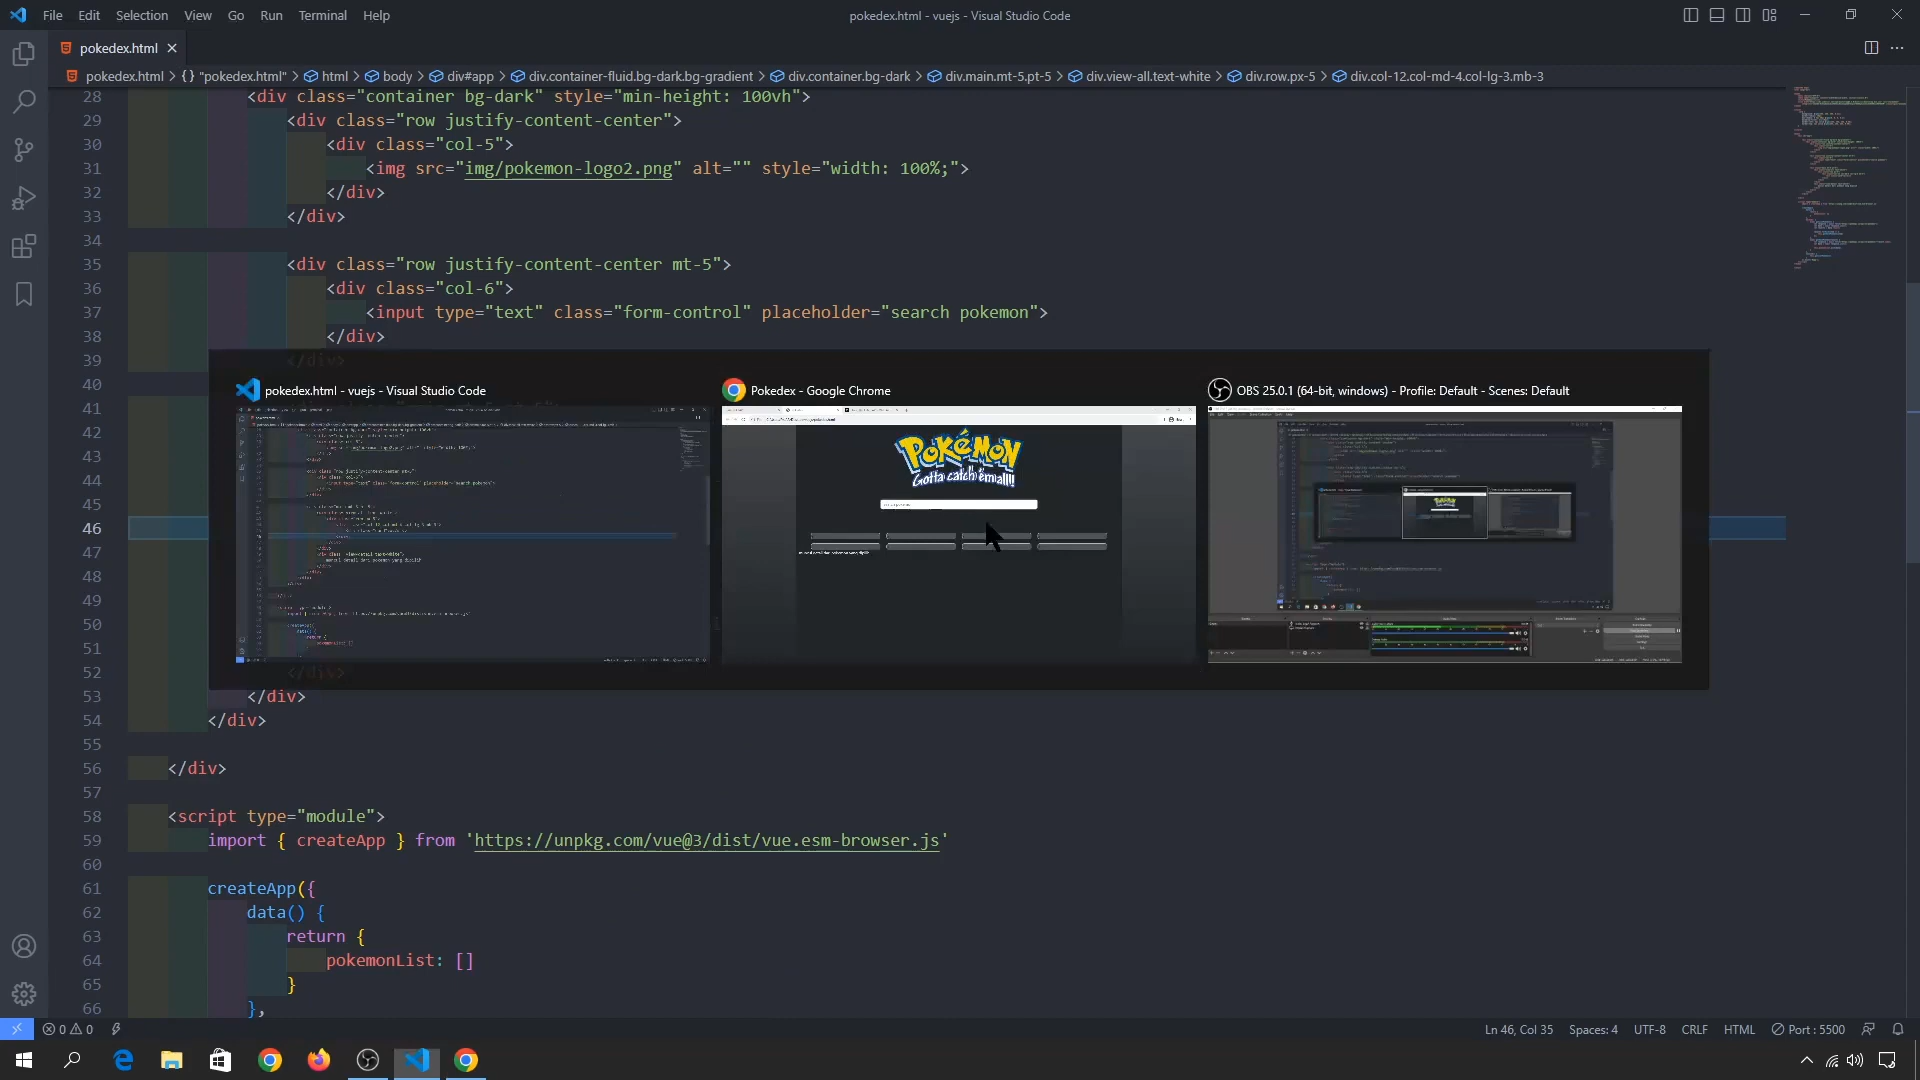 File Edit Selection View Go Run Terminal Help
pokedex.html - vuejs - Visual Studio Code
pokedex.html
pokedex.html > {} "pokedex.html" > html > body > div#app > div.container-fluid.bg-dark.bg-gradient > div.container.bg-dark > div.main.mt-5.pt-5 > div.view-all.text-white > div.row.px-5 > div.col-12.col-md-4.col-lg-3.mb-3
28 <div class="container bg-dark" style="min-height: 100vh">
29 <div class="row justify-content-center">
30 <div class="col-5">
31 <img src="img/pokemon-logo2.png" alt="" style="width: 100%;">
32 </div>
33 </div>
34
35 <div class="row justify-content-center mt-5">
36 <div class="col-6">
37 <input type="text" class="form-control" placeholder="search pokemon">
38 </div>
39 </div>
40
41
42
43
44
45
46
47
48
49
50
51
52 </div>
53 </div>
54 </div>
55
56 </div>
57
58 <script type="module">
59 import { createApp } from 'https://unpkg.com/vue@3/dist/vue.esm-browser.js'
60
61 createApp({
62 data() {
63 return {
64 pokemonList: []
65 }
66 },
pokedex.html - vuejs - Visual Studio Code
Pokedex - Google Chrome
OBS 25.0.1 (64-bit, windows) - Profile: Default - Scenes: Default
POKéMON
Gotta catch 'em all!
0 0 Ln 46, Col 35 Spaces: 4 UTF-8 CRLF HTML Port : 5500